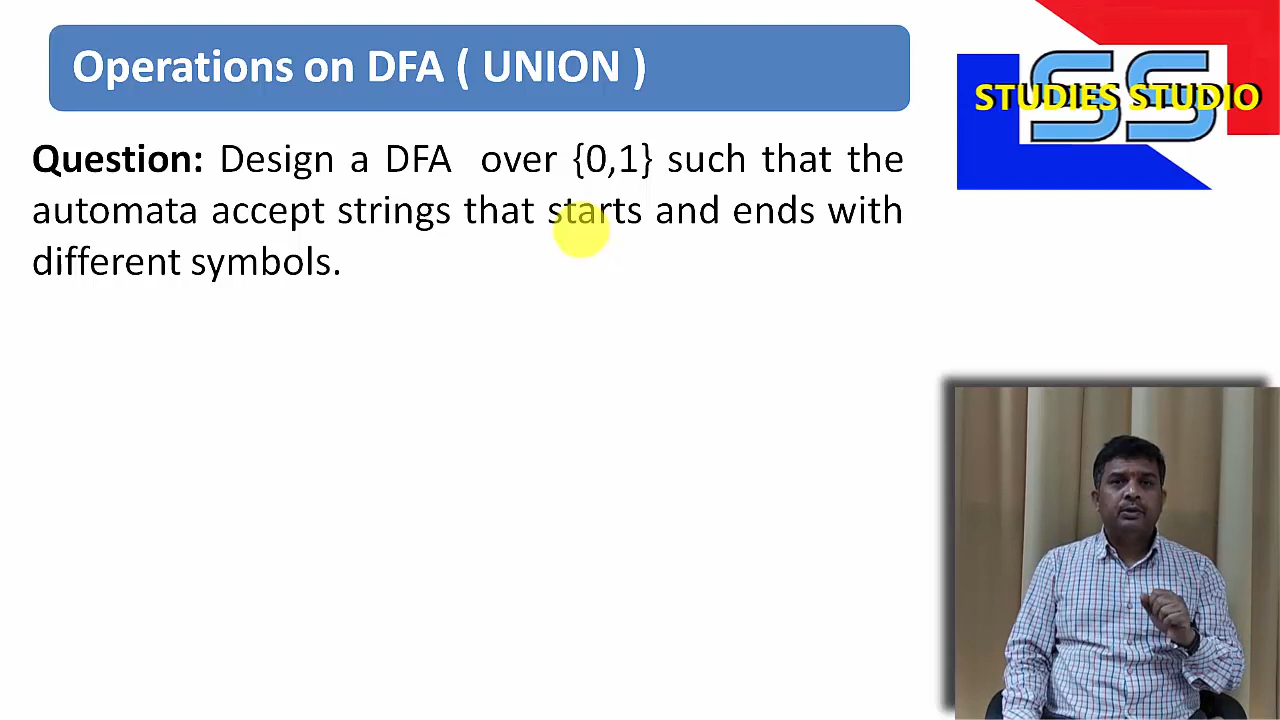 Operations on DFA ( UNION )
SS
STUDIES STUDIO
Question: Design a DFA over {0,1} such that the
automata accept strings that starts and ends with
different symbols.